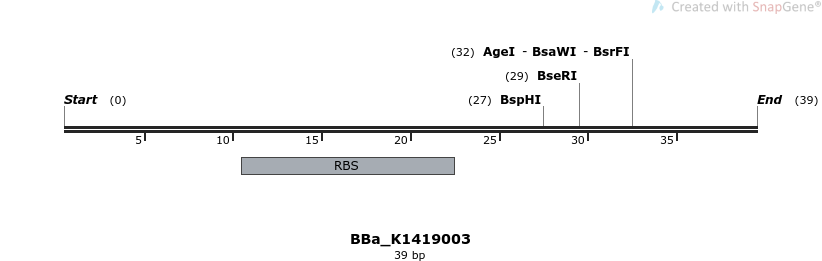 Created with SnapGene®
(32) AgeI - BsaWI - BsrFI
(29) BseRI
Start (0) (27) BspHI End (39)
5 10 15 20 25 30 35
RBS
BBa_K1419003
39 bp